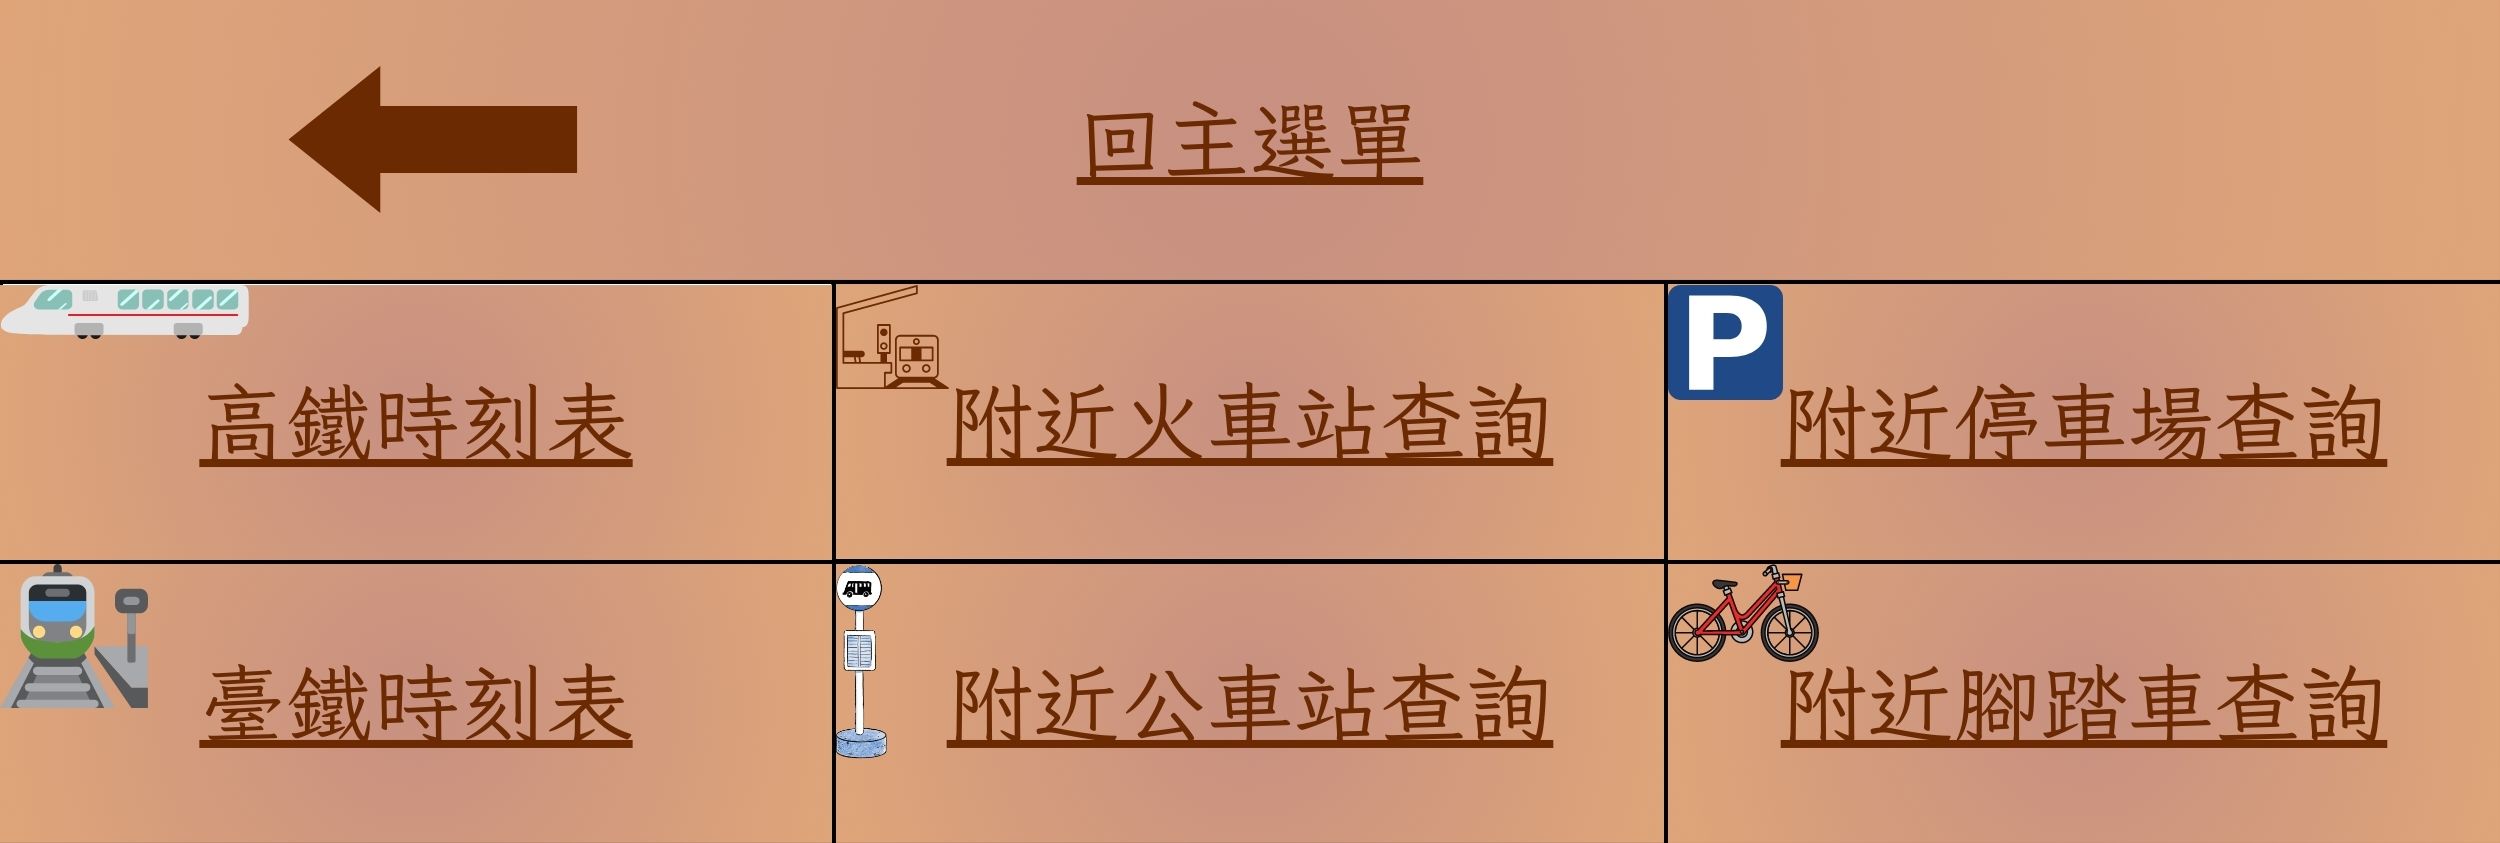 回主選單
高鐵時刻表
附近火車站查詢
P
附近停車場查詢
臺鐵時刻表
附近公車站查詢
附近腳踏車查詢